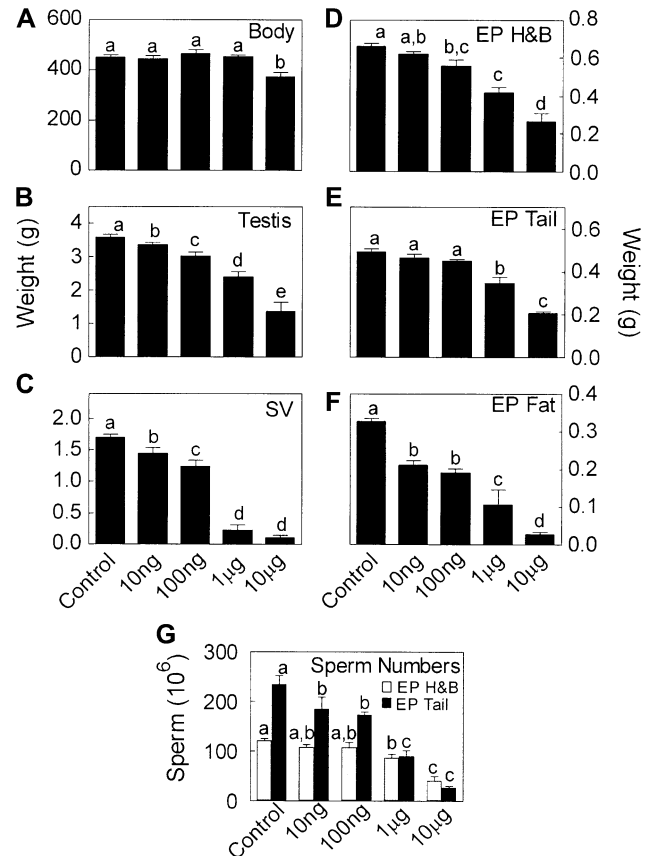 A
Body
600
400
200
0
a a a a b
B
Testis
4
3
2
1
0
a b c d e
Weight (g)
C
SV
2.0
1.5
1.0
0.5
0.0
a b c d d
Control 10ng 100ng 1µg 10µg
D
EP H&B
0.8
0.6
0.4
0.2
0.0
a a,b b,c c d
E
EP Tail
0.6
0.4
0.2
0.0
a a a b c
Weight (g)
F
EP Fat
0.4
0.3
0.2
0.1
0.0
a b b c d
Control 10ng 100ng 1µg 10µg
G
Sperm Numbers
EP H&B
EP Tail
300
200
100
0
Sperm (10⁶)
a a a,b b a,b b b c c c
Control 10ng 100ng 1µg 10µg